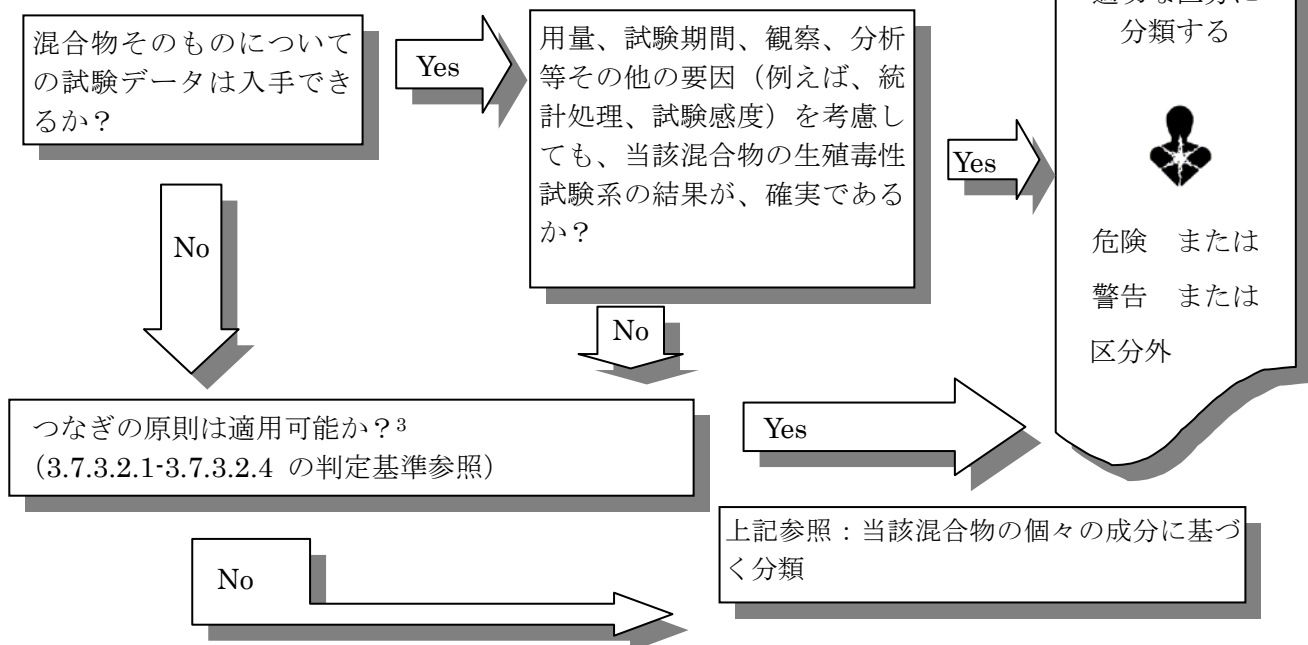 混合物そのものについて
の試験データは入手でき
るか？
Yes
用量、試験期間、観察、分析
等その他の要因（例えば、統
計処理、試験感度）を考慮し
ても、当該混合物の生殖毒性
試験系の結果が、確実である
か？
Yes
適切な区分に
分類する
危険 または
警告 または
区分外
No
No
つなぎの原則は適用可能か？3
（3.7.3.2.1-3.7.3.2.4 の判定基準参照）
Yes
No
上記参照：当該混合物の個々の成分に基づ
く分類